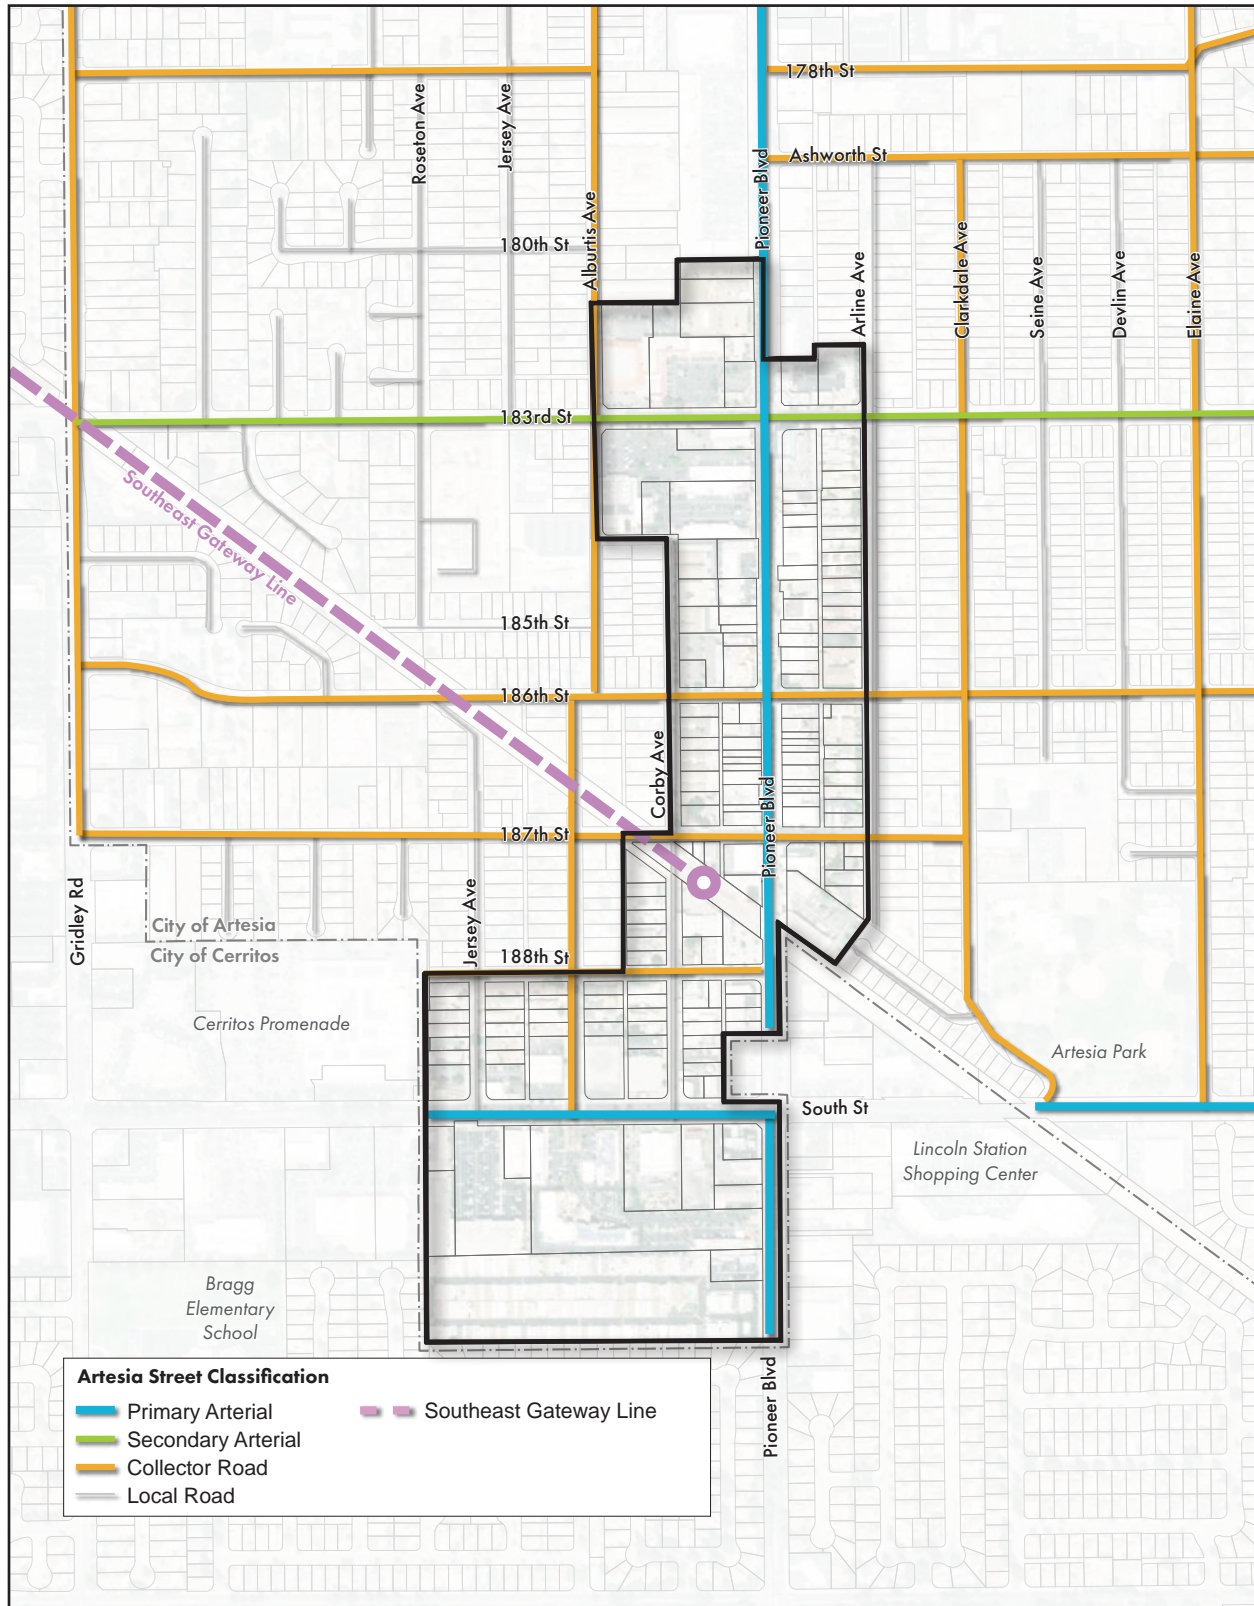 178th St
Ashworth St
Roseton Ave
Jersey Ave
Alburtis Ave
Pioneer Blvd
180th St
Arline Ave
Clarkdale Ave
Seine Ave
Devlin Ave
Elaine Ave
183rd St
Southeast Gateway Line
185th St
186th St
Corby Ave
Pioneer Blvd
187th St
Gridley Rd
Jersey Ave
City of Artesia
City of Cerritos
188th St
Cerritos Promenade
Artesia Park
South St
Lincoln Station
Shopping Center
Bragg
Elementary
School
Pioneer Blvd
Artesia Street Classification
Primary Arterial
Southeast Gateway Line
Secondary Arterial
Collector Road
Local Road